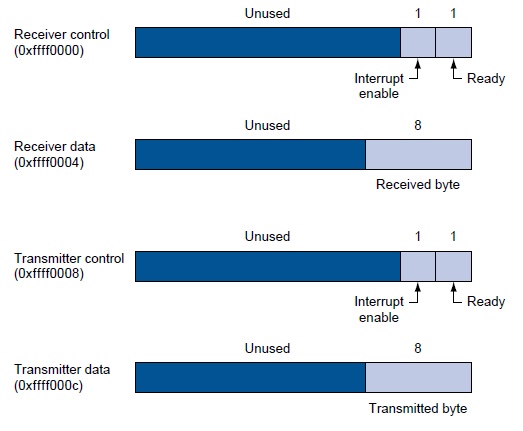 Unused 1 1
Receiver control
(0xffff0000)
Interrupt Ready
enable
Unused 8
Receiver data
(0xffff0004)
Received byte
Unused 1 1
Transmitter control
(0xffff0008)
Interrupt Ready
enable
Unused 8
Transmitter data
(0xffff000c)
Transmitted byte